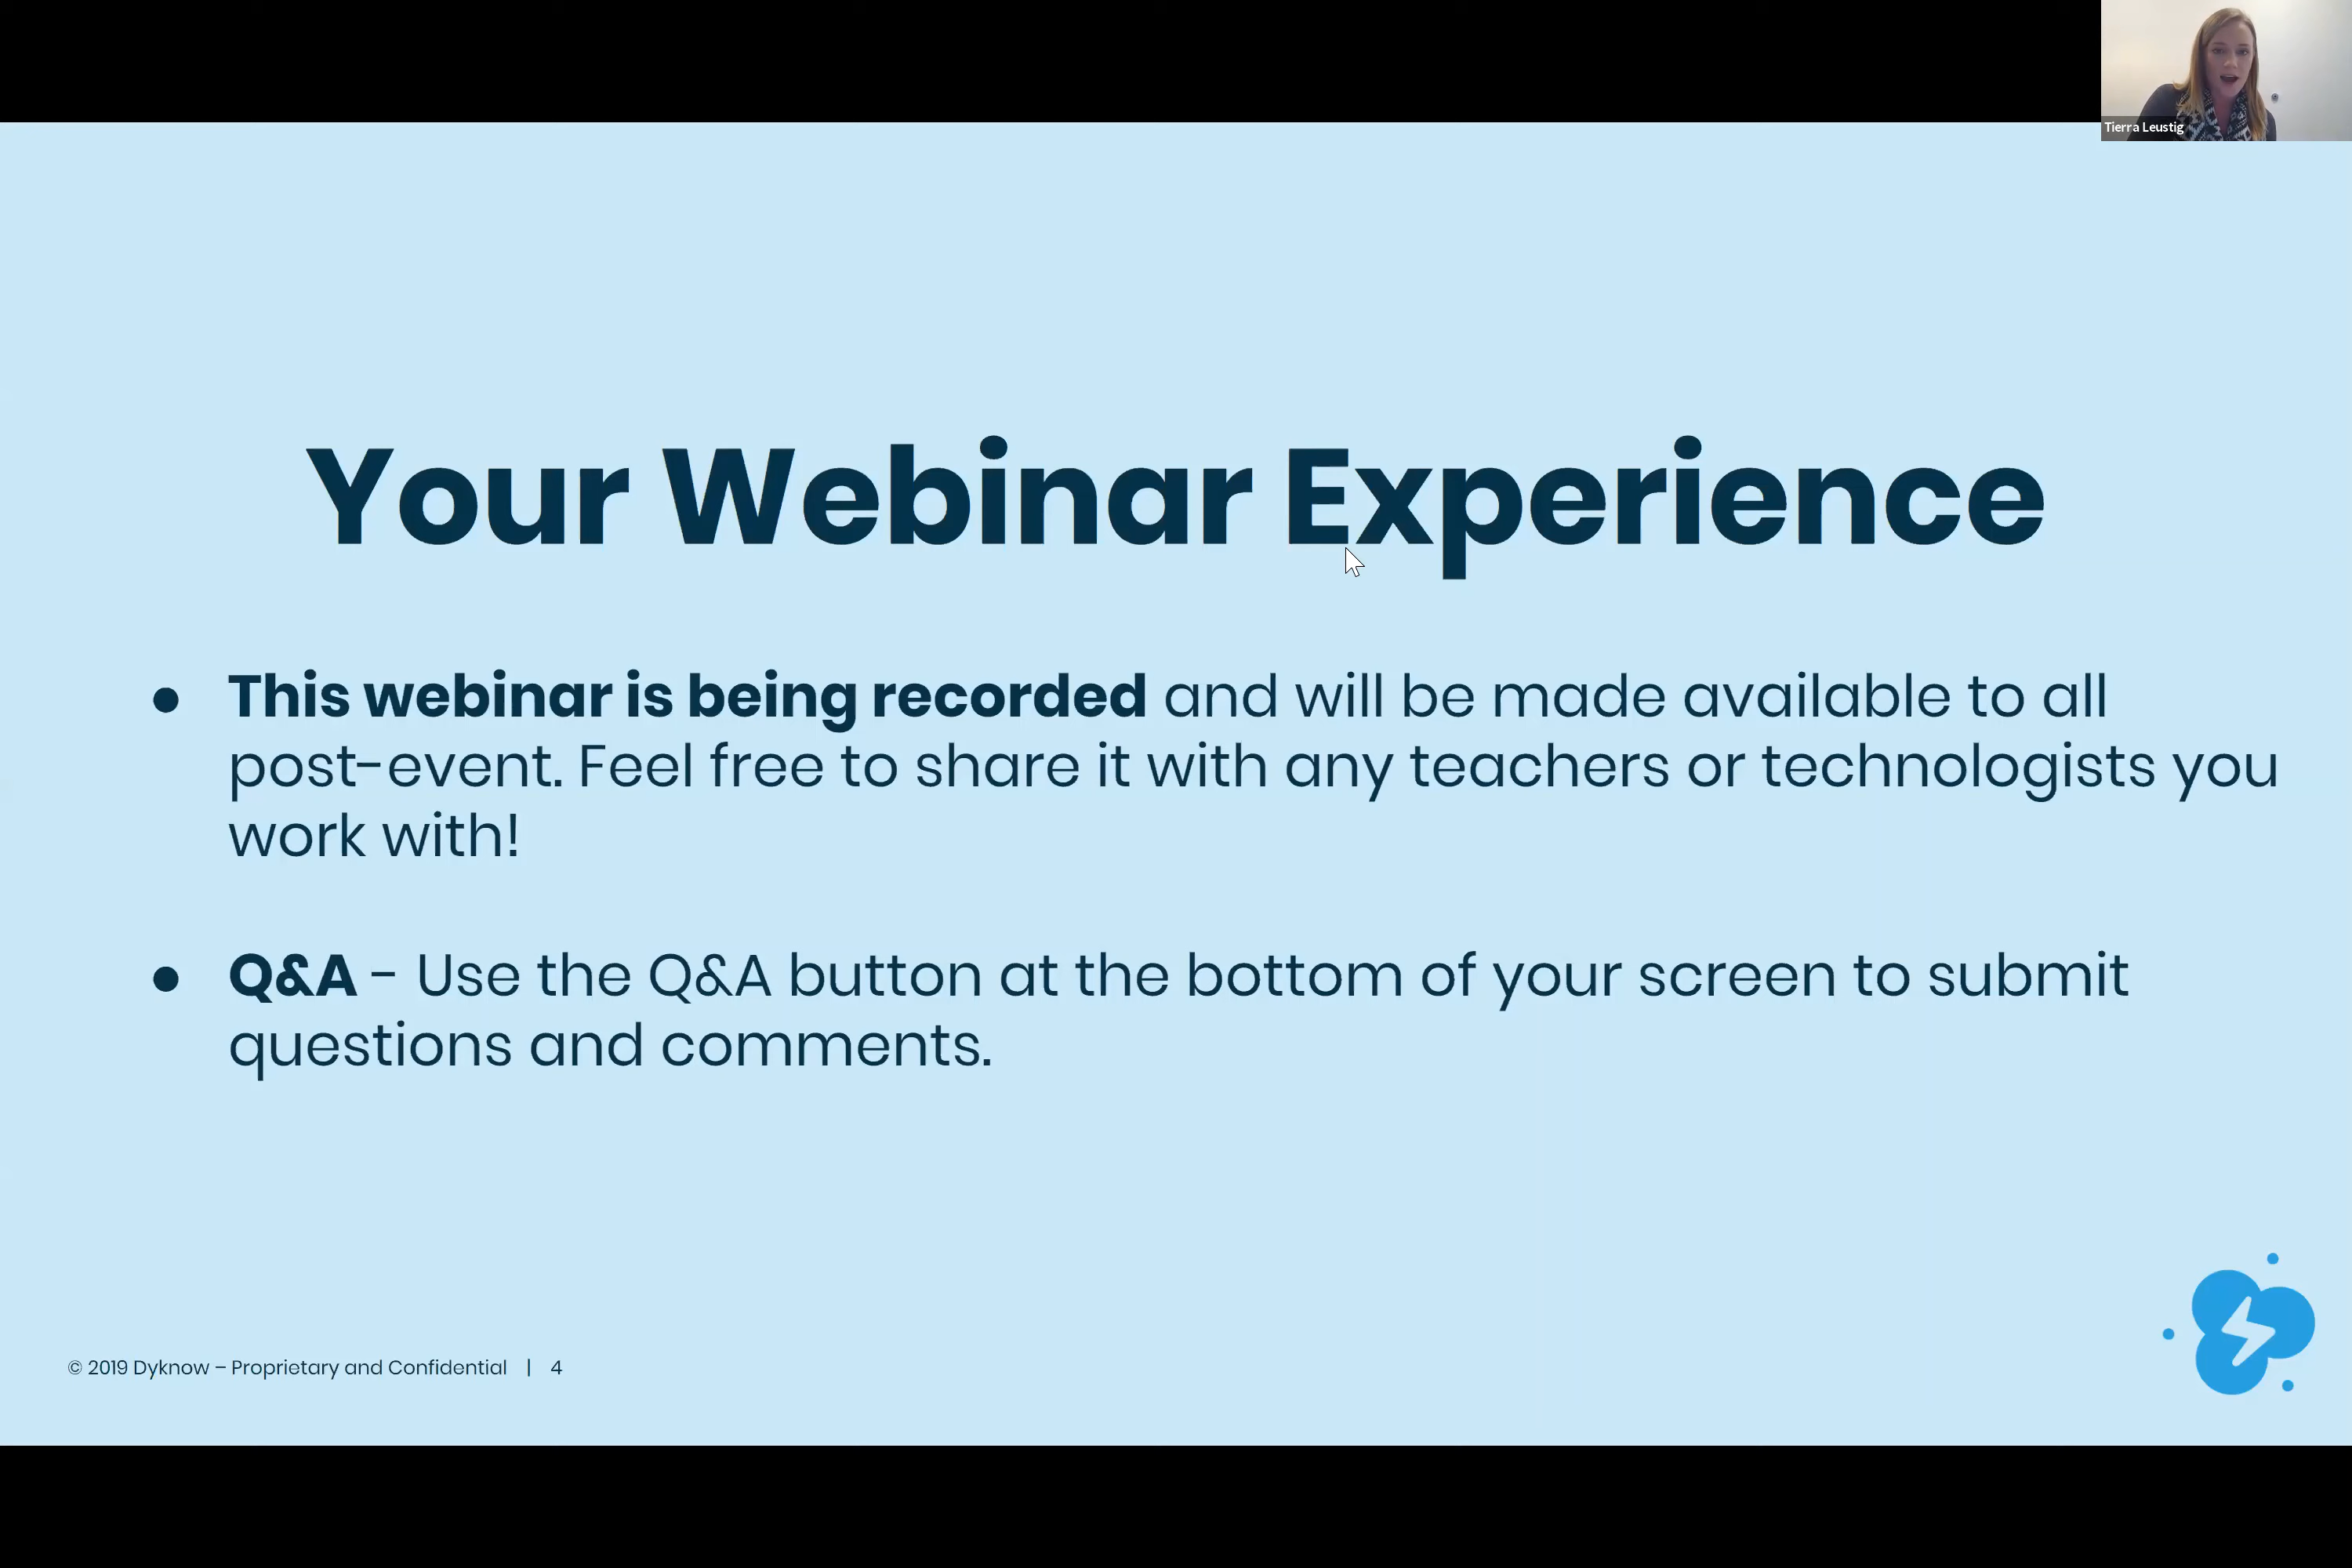 Tierra Leustig
Your Webinar Experience
● This webinar is being recorded and will be made available to all
post-event. Feel free to share it with any teachers or technologists you
work with!
● Q&A - Use the Q&A button at the bottom of your screen to submit
questions and comments.
© 2019 Dyknow – Proprietary and Confidential | 4